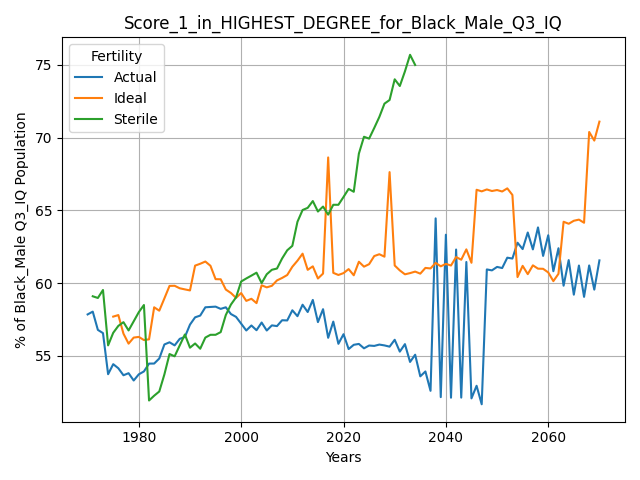 Score_1_in_HIGHEST_DEGREE_for_Black_Male_Q3_IQ
Fertility
Actual
Ideal
Sterile
% of Black_Male Q3_IQ Population
75
70
65
60
55
1980
2000
2020
2040
2060
Years